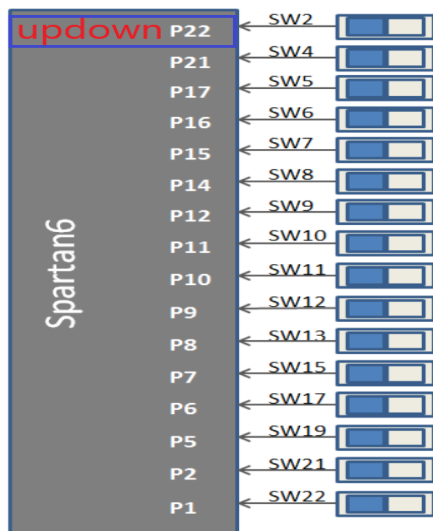 updown P22 SW2
P21 SW4
P17 SW5
P16 SW6
P15 SW7
P14 SW8
P12 SW9
P11 SW10
P10 SW11
P9 SW12
P8 SW13
P7 SW15
P6 SW17
P5 SW19
P2 SW21
P1 SW22
Spartan6